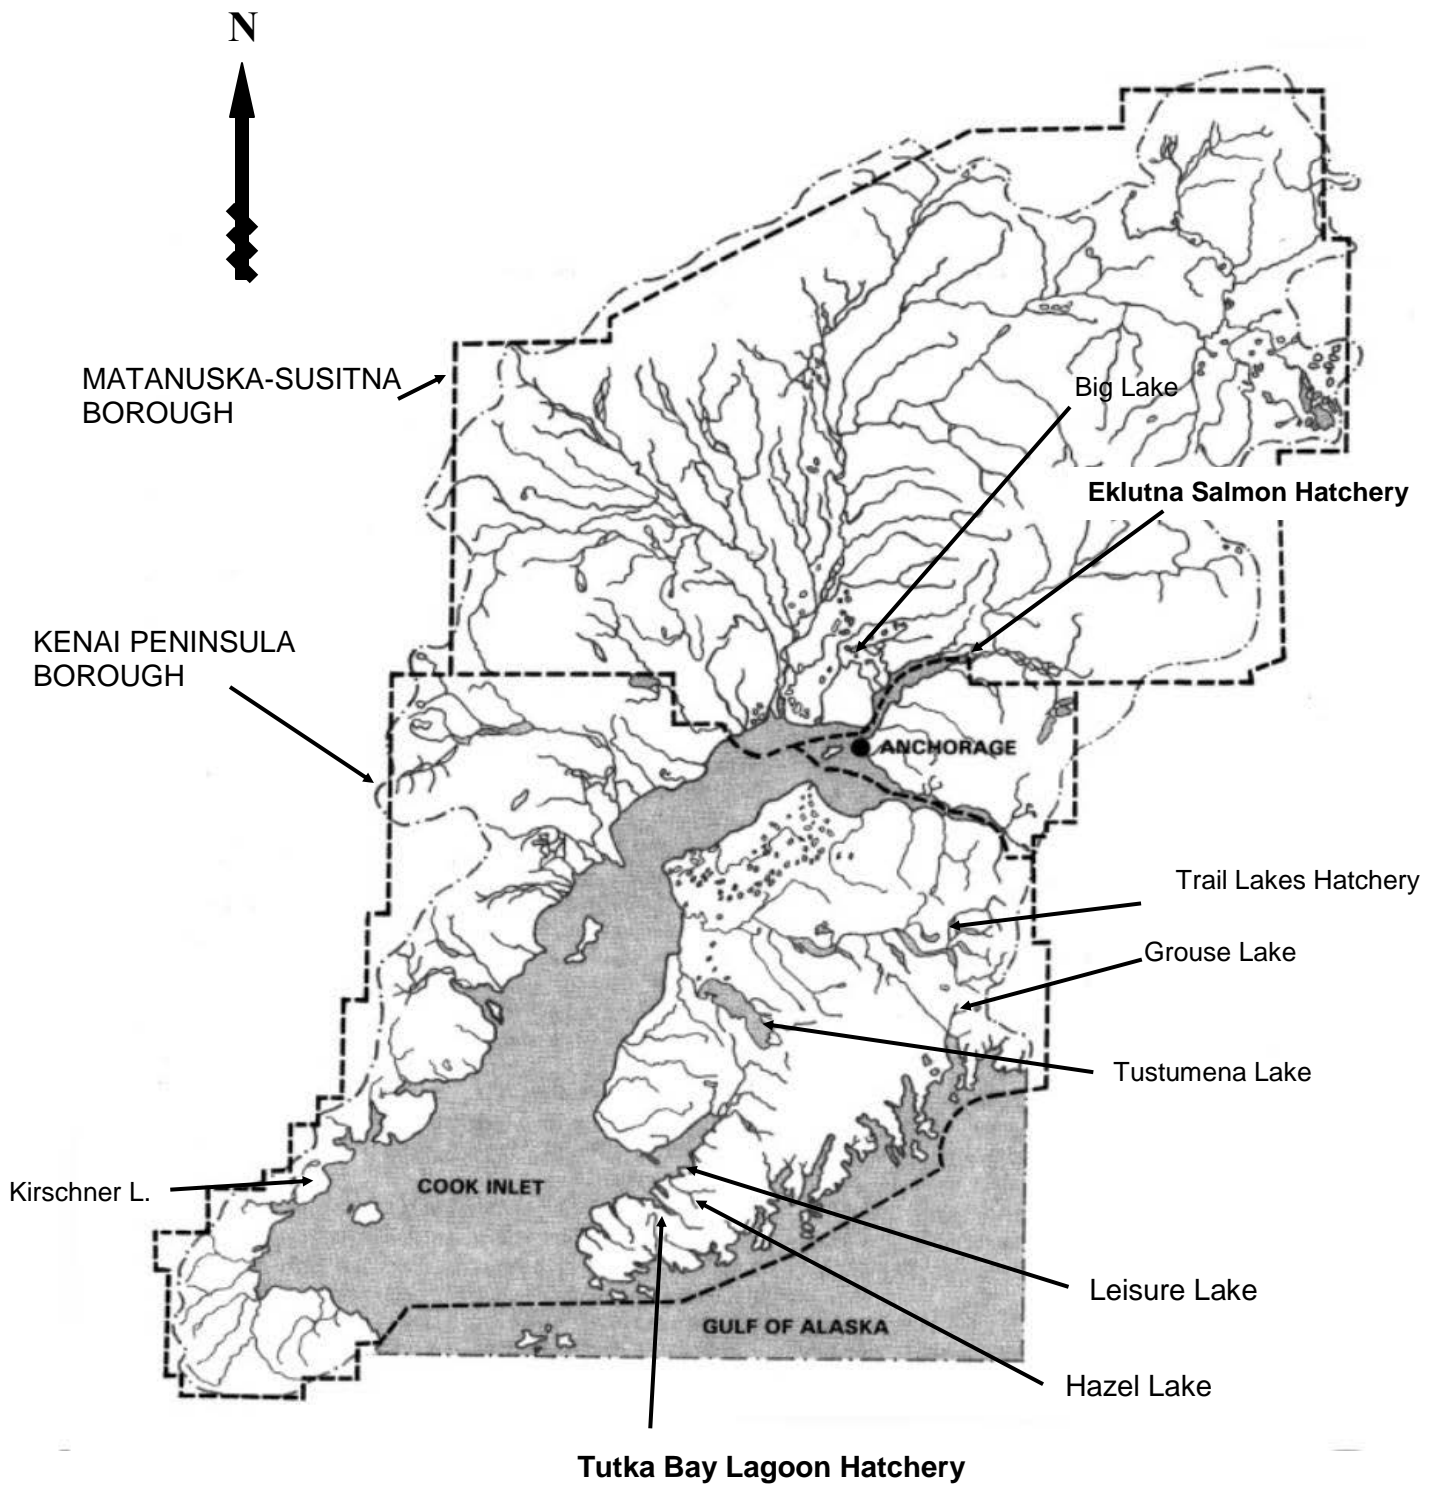 N
MATANUSKA-SUSITNA
BOROUGH
Big Lake
Eklutna Salmon Hatchery
KENAI PENINSULA
BOROUGH
ANCHORAGE
Trail Lakes Hatchery
Grouse Lake
Tustumena Lake
Kirschner L.
COOK INLET
Leisure Lake
GULF OF ALASKA
Hazel Lake
Tutka Bay Lagoon Hatchery